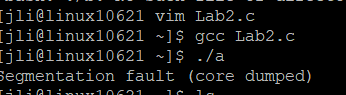 [jli@linux10621 vim Lab2.c
[jli@linux10621 ~]$ gcc Lab2.c
[jli@linux10621 ~]$ ./a
Segmentation fault (core dumped)
[jli@linux10621 ~]$ ls